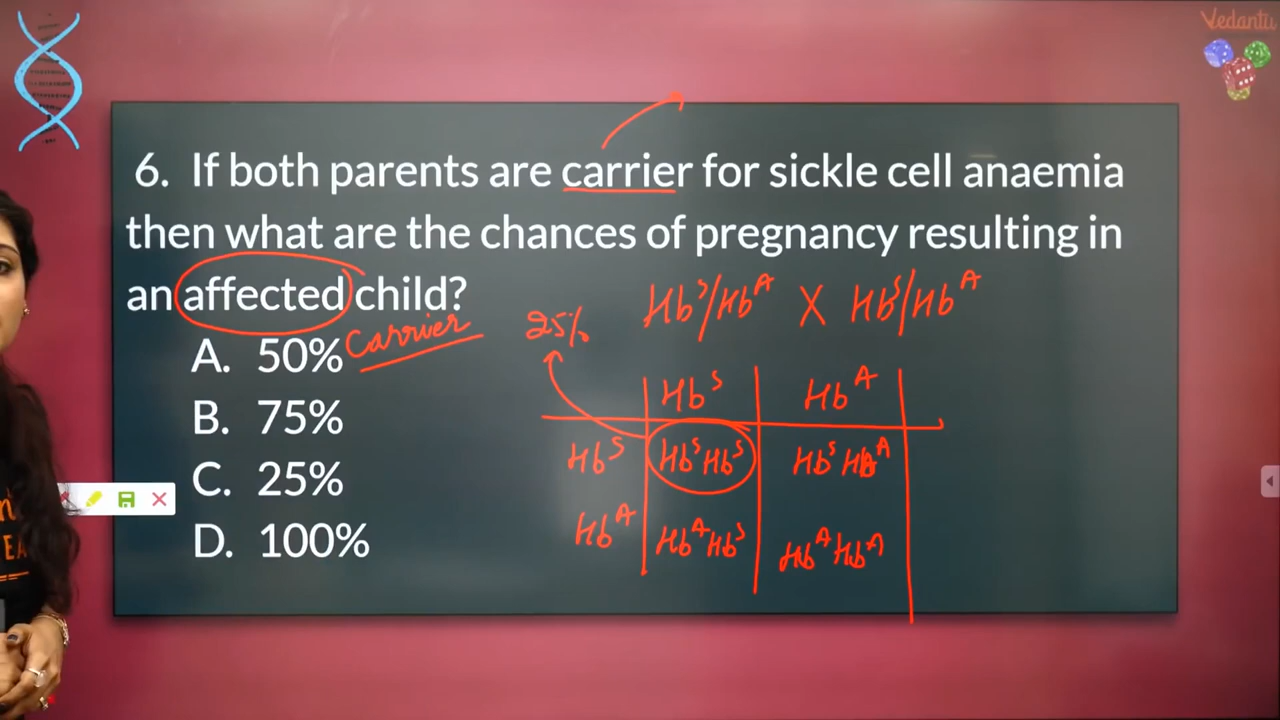 Vedantu
6. If both parents are carrier for sickle cell anaemia
then what are the chances of pregnancy resulting in
an affected child?
Hbˢ/Hbᴬ X Hbˢ/Hbᴬ
25%
A. 50% Carrier
B. 75%
C. 25%
D. 100%
Hbˢ Hbᴬ
Hbˢ HbˢHbˢ HbˢHbᴬ
Hbᴬ HbᴬHbˢ HbᴬHbᴬ